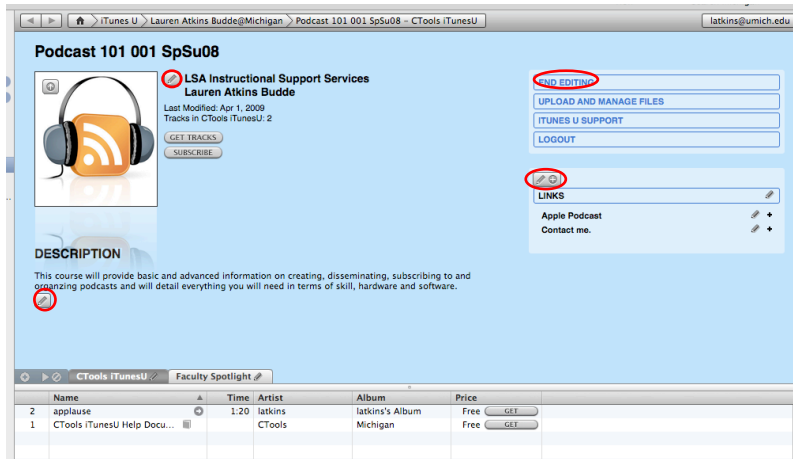 iTunes U Lauren Atkins Budde@Michigan Podcast 101 001 SpSu08 – CTools iTunesU latkins@umich.edu
Podcast 101 001 SpSu08
LSA Instructional Support Services
Lauren Atkins Budde
Last Modified: Apr 1, 2009
Tracks in CTools iTunesU: 2
GET TRACKS
SUBSCRIBE
END EDITING
UPLOAD AND MANAGE FILES
ITUNES U SUPPORT
LOGOUT
LINKS
Apple Podcast
Contact me.
DESCRIPTION
This course will provide basic and advanced information on creating, disseminating, subscribing to and
organzing podcasts and will detail everything you will need in terms of skill, hardware and software.
CTools iTunesU Faculty Spotlight
Name Time Artist Album Price
2 applause 1:20 latkins latkins's Album Free GET
1 CTools iTunesU Help Docu... CTools Michigan Free GET